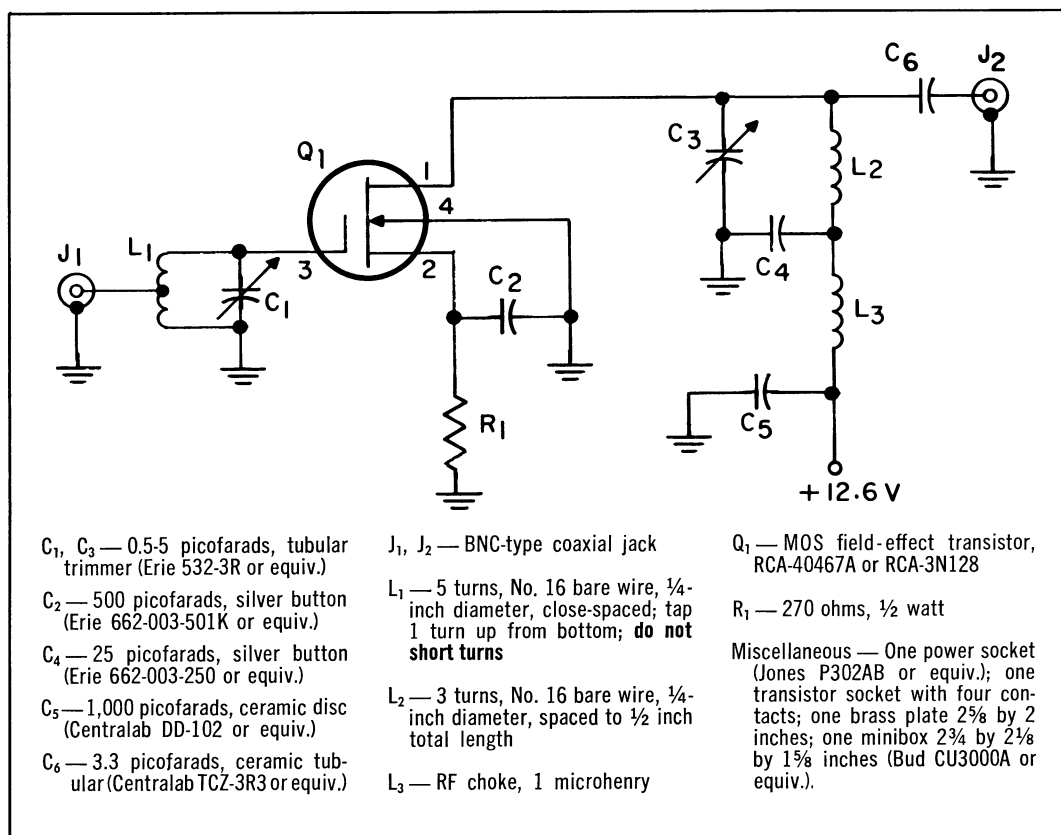 C6
J2
C3
L2
Q1
1
4
3
2
J1
L1
C1
C2
C4
L3
R1
C5
+12.6 V
C1, C3 — 0.5-5 picofarads, tubular
trimmer (Erie 532-3R or equiv.)
C2 — 500 picofarads, silver button
(Erie 662-003-501K or equiv.)
C4 — 25 picofarads, silver button
(Erie 662-003-250 or equiv.)
C5 — 1,000 picofarads, ceramic disc
(Centralab DD-102 or equiv.)
C6 — 3.3 picofarads, ceramic tub-
ular (Centralab TCZ-3R3 or equiv.)
J1, J2 — BNC-type coaxial jack
L1 — 5 turns, No. 16 bare wire, ¼-
inch diameter, close-spaced; tap
1 turn up from bottom; do not
short turns
L2 — 3 turns, No. 16 bare wire, ¼-
inch diameter, spaced to ½ inch
total length
L3 — RF choke, 1 microhenry
Q1 — MOS field-effect transistor,
RCA-40467A or RCA-3N128
R1 — 270 ohms, ½ watt
Miscellaneous — One power socket
(Jones P302AB or equiv.); one
transistor socket with four con-
tacts; one brass plate 2⅝ by 2
inches; one minibox 2¾ by 2⅛
by 1⅝ inches (Bud CU3000A or
equiv.).